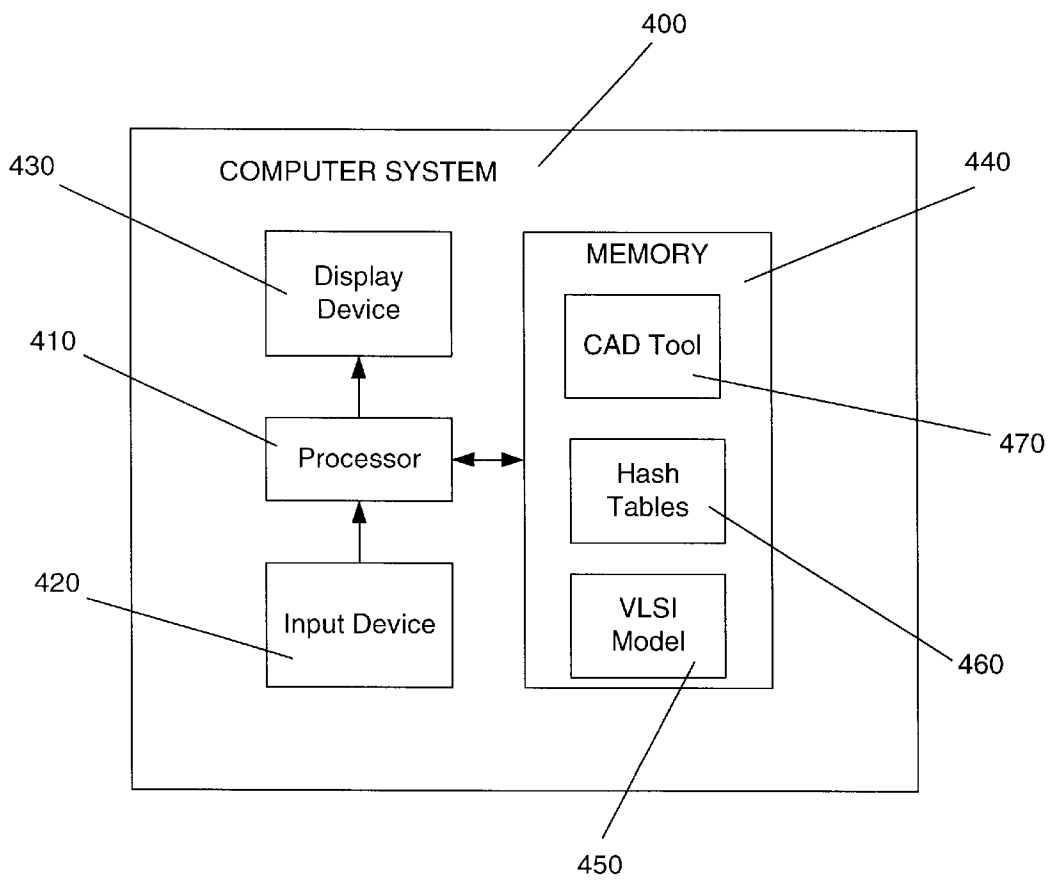 400
COMPUTER SYSTEM
430
440
Display
Device
MEMORY
CAD Tool
410
Processor
470
Hash
Tables
420
Input Device
VLSI
Model
460
450